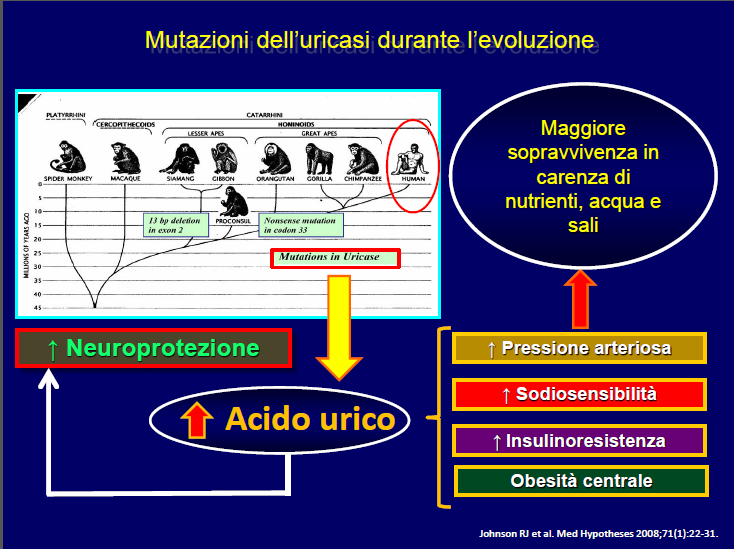 Mutazioni dell’uricasi durante l’evoluzione
PLATYRRHINI
CATARRHINI
CERCOPITHECOIDS
HOMINOIDS
LESSER APES
GREAT APES
SPIDER MONKEY
MACAQUE
SIAMANG
GIBBON
ORANGUTAN
GORILLA
CHIMPANZEE
HUMAN
PROCONSUL
MILLIONS OF YEARS AGO
0
5
10
15
20
25
30
35
40
45
13 bp deletion
in exon 2
Nonsense mutation
in codon 33
Mutations in Uricase
Maggiore
sopravvivenza in
carenza di
nutrienti, acqua e
sali
↑ Neuroprotezione
Acido urico
↑ Pressione arteriosa
↑ Sodiosensibilità
↑ Insulinoresistenza
Obesità centrale
Johnson RJ et al. Med Hypotheses 2008;71(1):22-31.